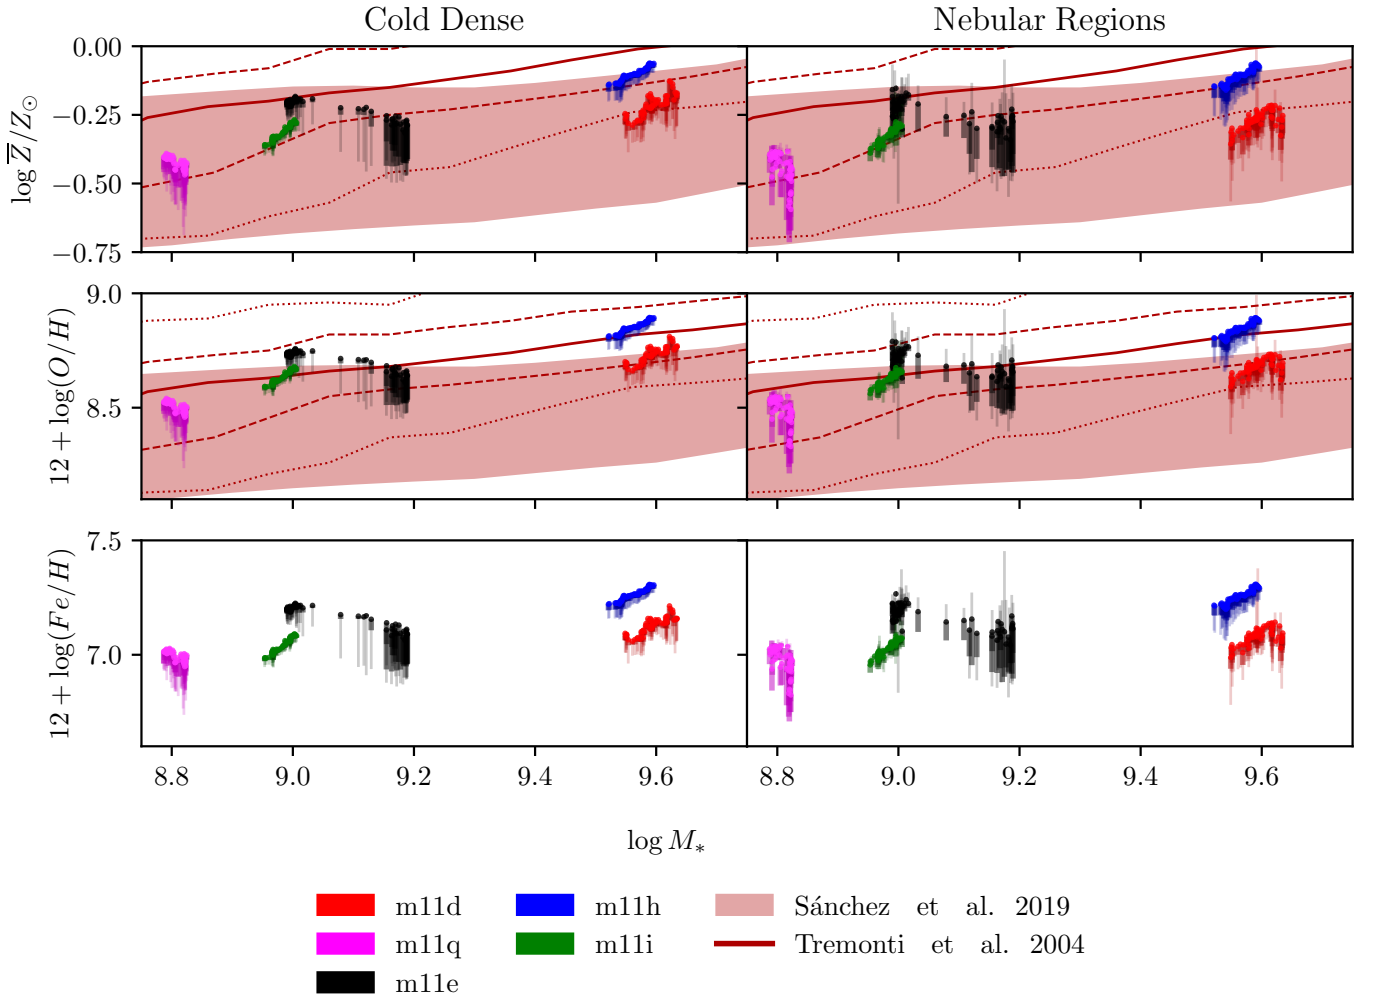 Cold Dense
Nebular Regions
0.00
−0.25
−0.50
−0.75
log Z̅/Z⊙
9.0
8.5
12 + log(O/H)
7.5
7.0
12 + log(Fe/H)
8.8 9.0 9.2 9.4 9.6 8.8 9.0 9.2 9.4 9.6
log M*
m11d m11h Sánchez et al. 2019
m11q m11i Tremonti et al. 2004
m11e